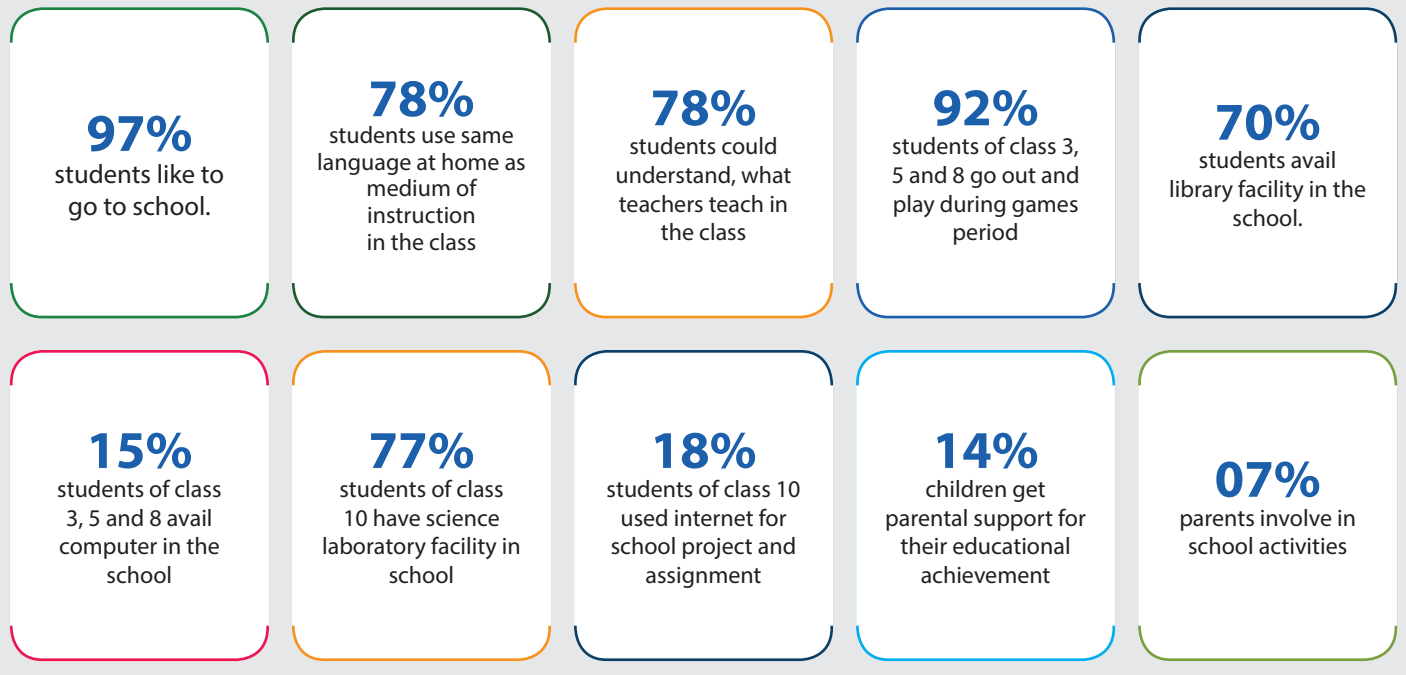 97%
students like to
go to school.
78%
students use same
language at home as
medium of
instruction
in the class
78%
students could
understand, what
teachers teach in
the class
92%
students of class 3,
5 and 8 go out and
play during games
period
70%
students avail
library facility in the
school.
15%
students of class
3, 5 and 8 avail
computer in the
school
77%
students of class
10 have science
laboratory facility in
school
18%
students of class 10
used internet for
school project and
assignment
14%
children get
parental support for
their educational
achievement
07%
parents involve in
school activities